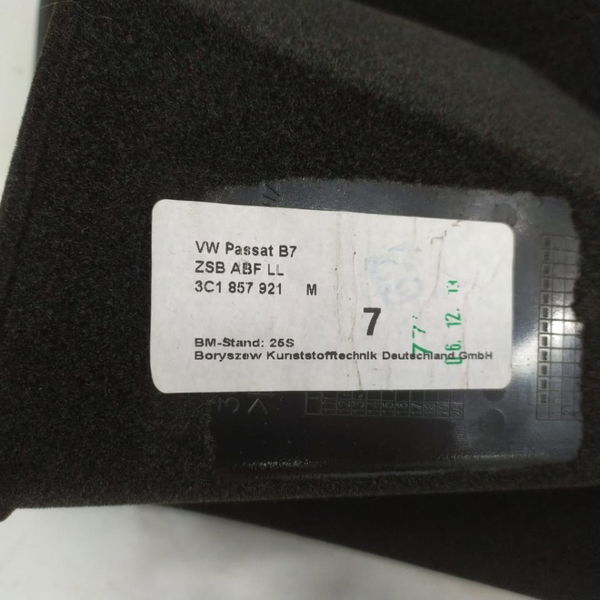 VW Passat B7
ZSB ABF LL
3C1 857 921 M
7
BM-Stand: 26S
Boryszew Kunststofftechnik Deutschland GmbH
06.12.13